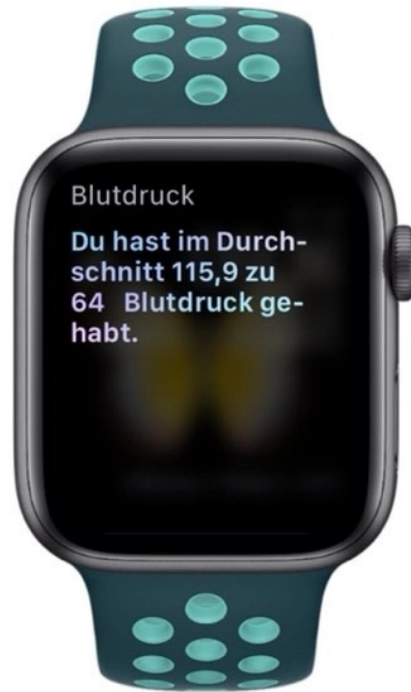 Blutdruck
Du hast im Durch-
schnitt 115,9 zu
64 Blutdruck ge-
habt.